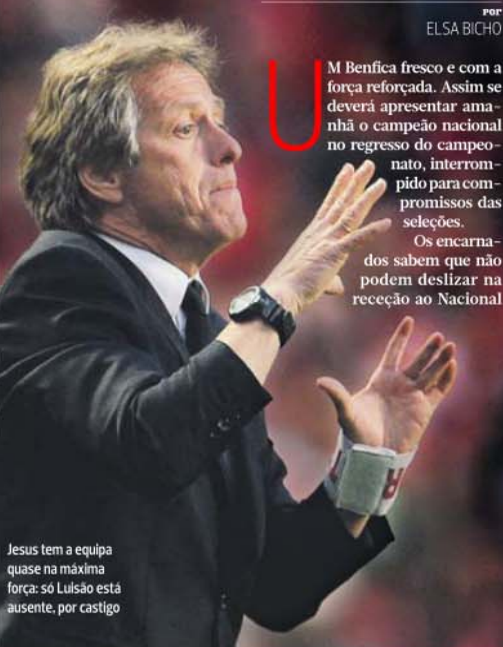 POR
ELSA BICHO
UM Benfica fresco e com a
força reforçada. Assim se
deverá apresentar ama-
nhã o campeão nacional
no regresso do campeo-
nato, interrom-
pido para com-
promissos das
seleções.
Os encarna-
dos sabem que não
podem deslizar na
receção ao Nacional
Jesus tem a equipa
quase na máxima
força: só Luisão está
ausente, por castigo